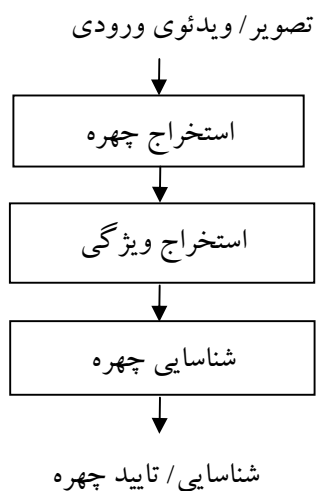 تصویر/ ویدئوی ورودی
استخراج چهره
استخراج ویژگی
شناسایی چهره
شناسایی/ تایید چهره